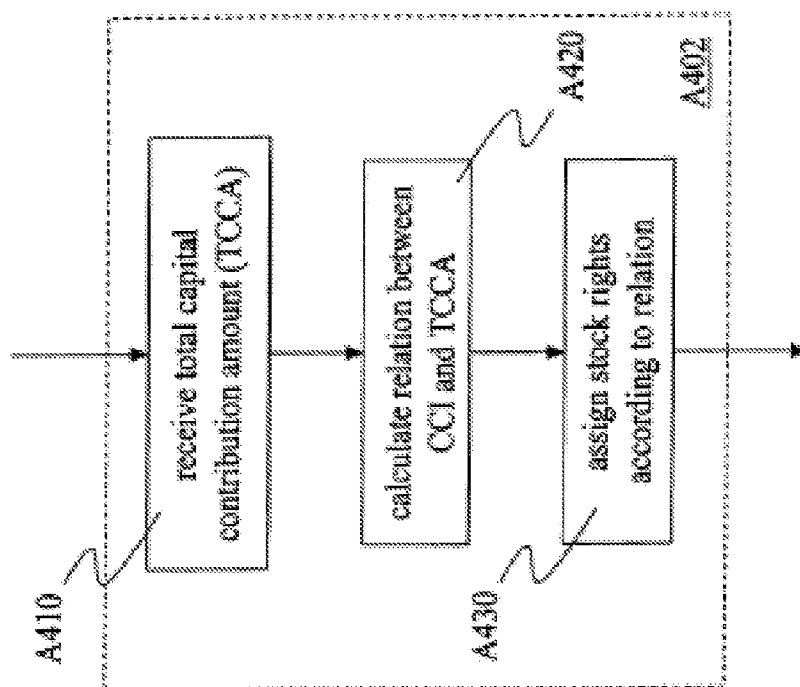 A410
receive total capital
contribution amount (TCCA)
calculate relation between
CCI and TCCA
A420
A430
assign stock rights
according to relation
A402